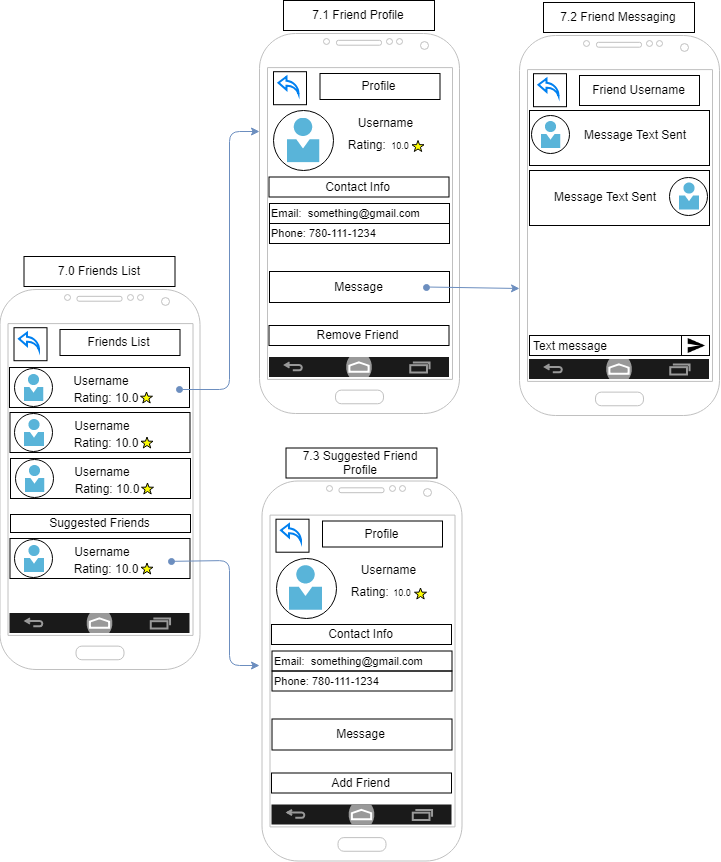 7.1 Friend Profile
Profile
Username
Rating: 10.0
Contact Info
Email: something@gmail.com
Phone: 780-111-1234
Message
Remove Friend
7.2 Friend Messaging
Friend Username
Message Text Sent
Message Text Sent
Text message
7.0 Friends List
Friends List
Username
Rating: 10.0
Username
Rating: 10.0
Username
Rating: 10.0
Suggested Friends
Username
Rating: 10.0
7.3 Suggested Friend
Profile
Profile
Username
Rating: 10.0
Contact Info
Email: something@gmail.com
Phone: 780-111-1234
Message
Add Friend